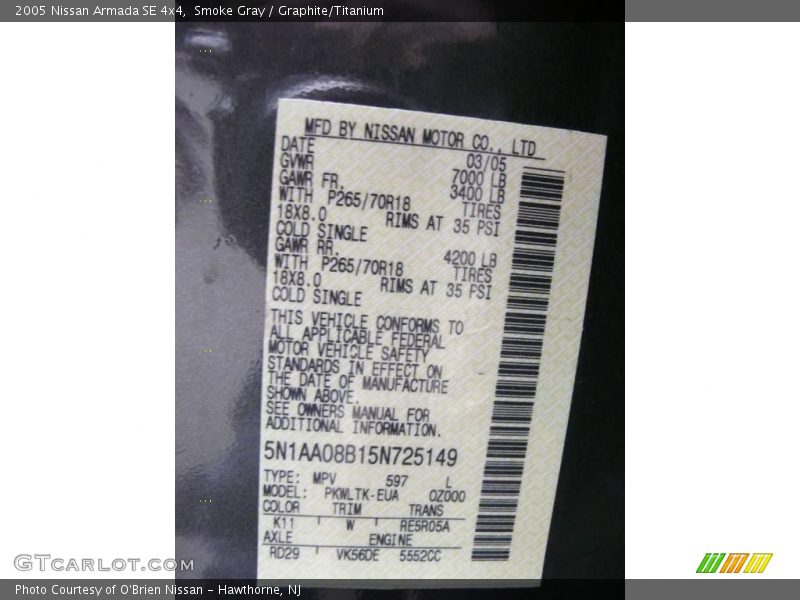 2005 Nissan Armada SE 4x4, Smoke Gray / Graphite/Titanium
MFD BY NISSAN MOTOR CO., LTD
DATE 03/05
GVWR 7000 LB
GAWR FR. 3400 LB
WITH P265/70R18 TIRES
18X8.0 RIMS AT 35 PSI
COLD SINGLE
GAWR RR. 4200 LB
WITH P265/70R18 TIRES
18X8.0 RIMS AT 35 PSI
COLD SINGLE
THIS VEHICLE CONFORMS TO
ALL APPLICABLE FEDERAL
MOTOR VEHICLE SAFETY
STANDARDS IN EFFECT ON
THE DATE OF MANUFACTURE
SHOWN ABOVE.
SEE OWNERS MANUAL FOR
ADDITIONAL INFORMATION.
5N1AA08B15N725149
TYPE: MPV 597 L
MODEL: PKWLTK-EUA OZ000
COLOR TRIM TRANS
K11 W RE5R05A
AXLE ENGINE
RD29 VK56DE 5552CC
GTCarLot.com
Photo Courtesy of O'Brien Nissan - Hawthorne, NJ